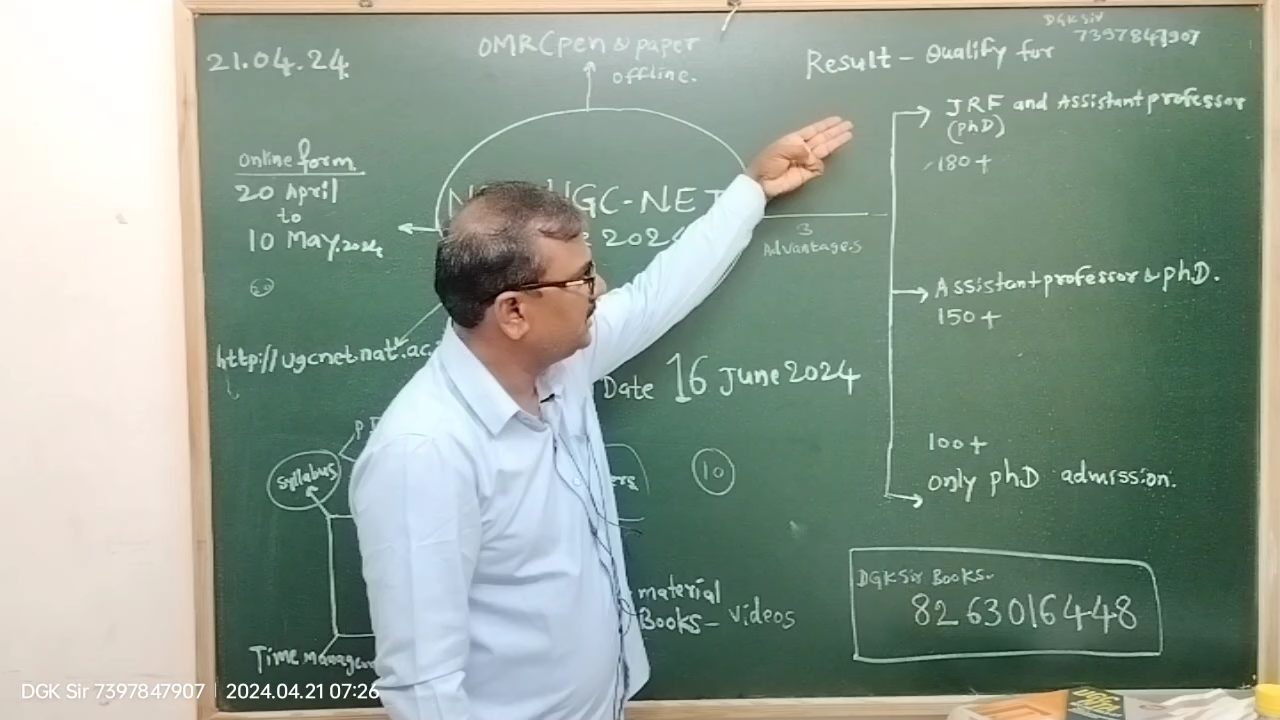 21.04.24
OMR (pen & paper
offline.
DGK Sir
7397847907
Result - Qualify for
JRF and Assistant professor
(phD)
180+
Online form
20 April
to
10 May. 2024
UGC-NET
2024
3
Advantages
Assistant professor & phD.
150+
http://ugcnet.nat.ac.
Date 16 June 2024
Syllabus
10
100+
only phD admission.
material
Books - videos
Time
DGK Sir Books-
8263016448
DGK Sir 7397847907 | 2024.04.21 07:26